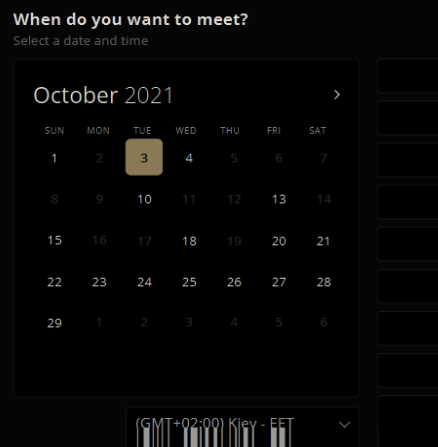 When do you want to meet?
Select a date and time
October 2021
SUN MON TUE WED THU FRI SAT
1 2 3 4 5 6 7
8 9 10 11 12 13 14
15 16 17 18 19 20 21
22 23 24 25 26 27 28
29 1 2 3 4 5 6
(GMT+02:00) Kiev - EET